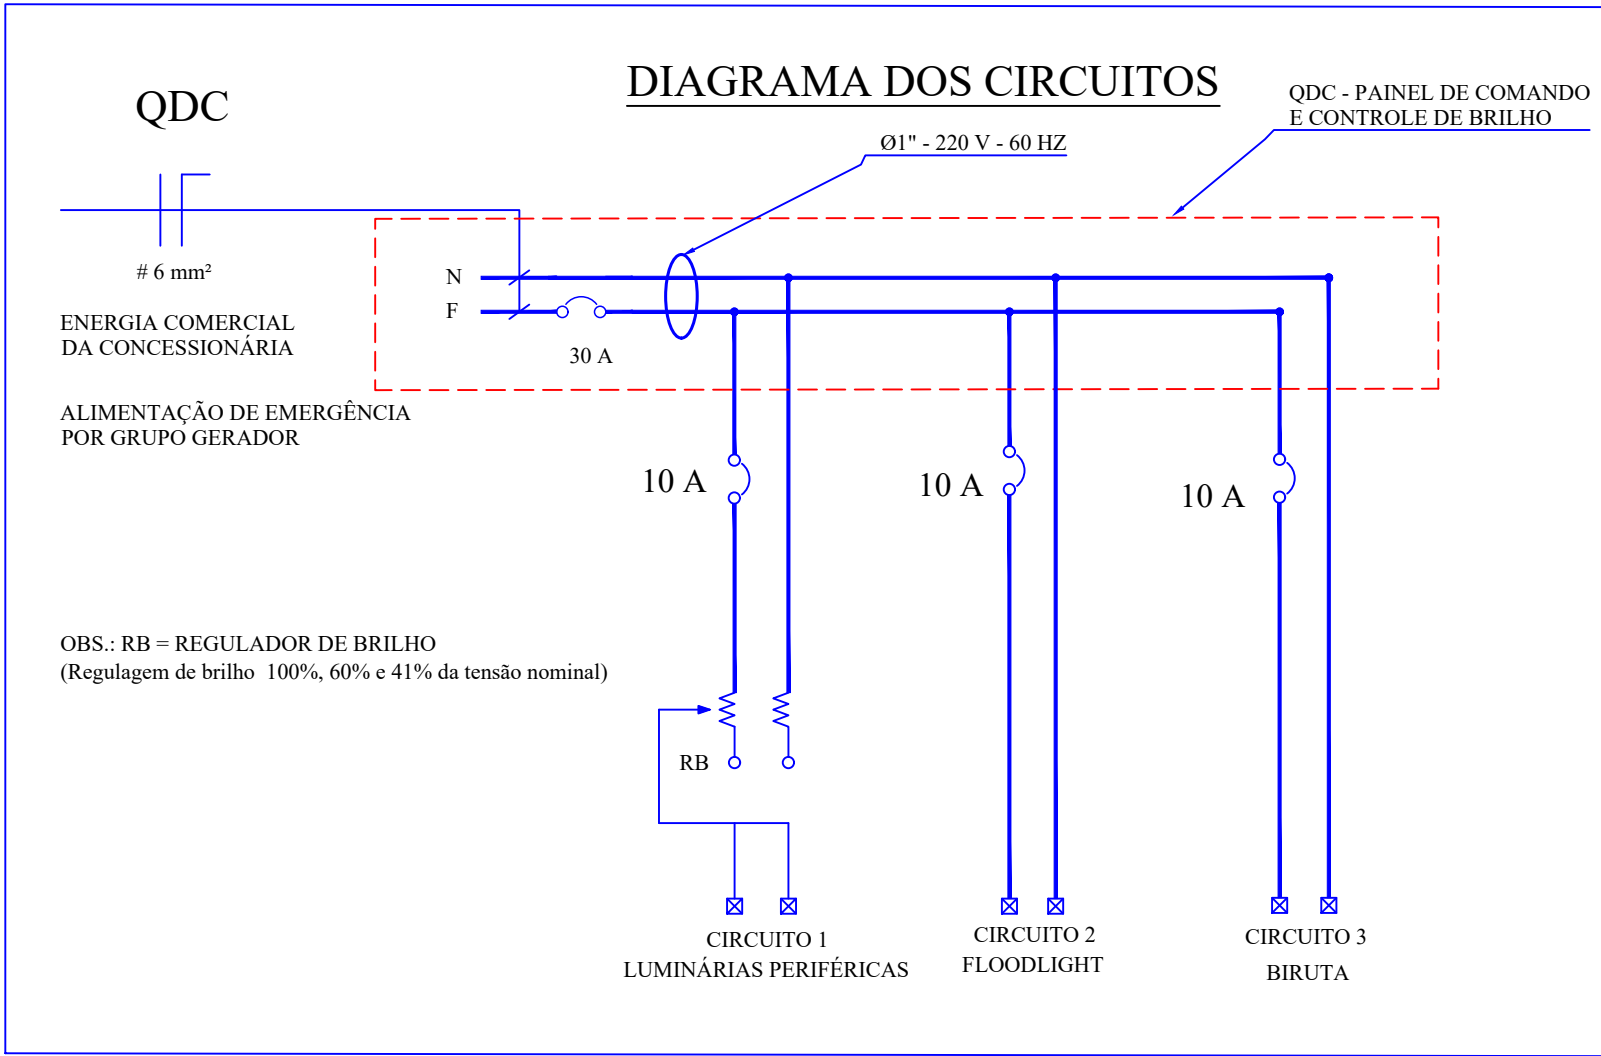 DIAGRAMA DOS CIRCUITOS
QDC
QDC - PAINEL DE COMANDO
E CONTROLE DE BRILHO
Ø1" - 220 V - 60 HZ
# 6 mm²
N
F
30 A
ENERGIA COMERCIAL
DA CONCESSIONÁRIA
ALIMENTAÇÃO DE EMERGÊNCIA
POR GRUPO GERADOR
10 A
10 A
10 A
OBS.: RB = REGULADOR DE BRILHO
(Regulagem de brilho  100%, 60% e 41% da tensão nominal)
RB
CIRCUITO 1
LUMINÁRIAS PERIFÉRICAS
CIRCUITO 2
FLOODLIGHT
CIRCUITO 3
BIRUTA